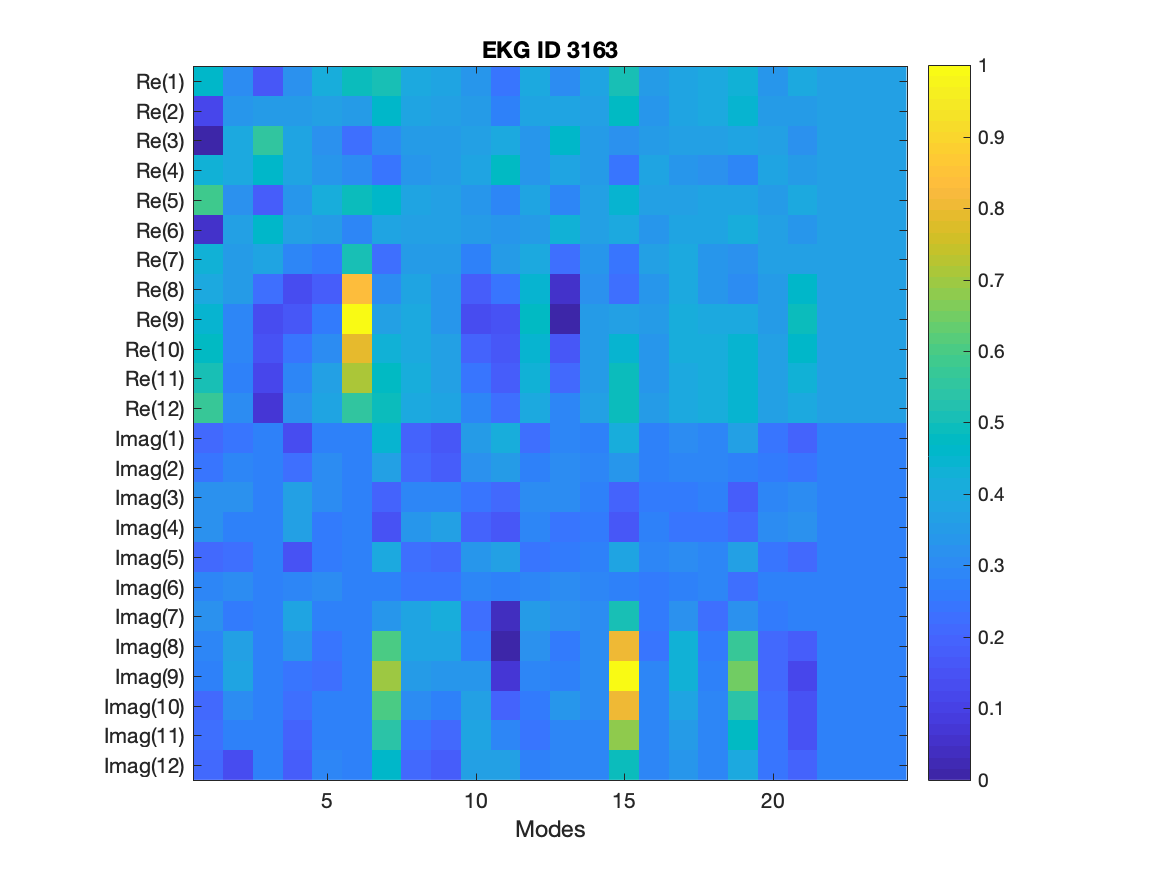 EKG ID 3163
Re(1)
Re(2)
Re(3)
Re(4)
Re(5)
Re(6)
Re(7)
Re(8)
Re(9)
Re(10)
Re(11)
Re(12)
Imag(1)
Imag(2)
Imag(3)
Imag(4)
Imag(5)
Imag(6)
Imag(7)
Imag(8)
Imag(9)
Imag(10)
Imag(11)
Imag(12)
5 10 15 20
Modes
1
0.9
0.8
0.7
0.6
0.5
0.4
0.3
0.2
0.1
0